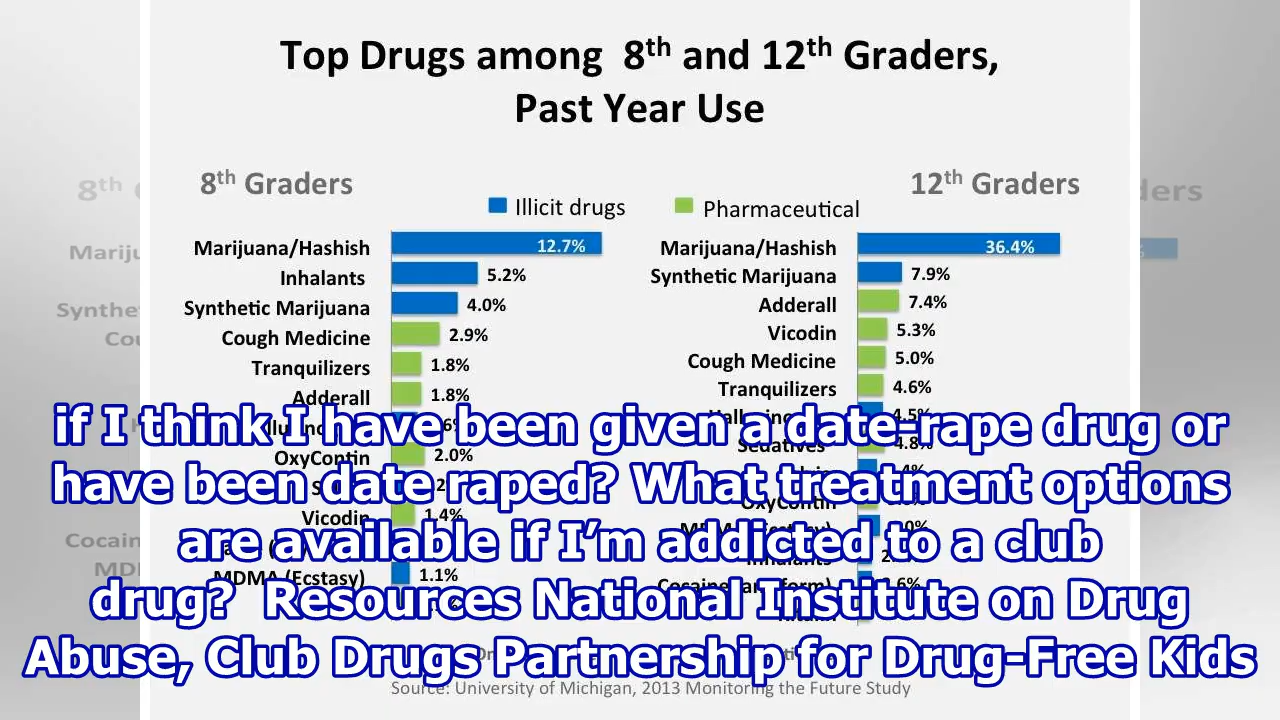 Top Drugs among 8th and 12th Graders,
Past Year Use
8th Graders
12th Graders
Illicit drugs
Pharmaceutical
Marijuana/Hashish 12.7%
Inhalants 5.2%
Synthetic Marijuana 4.0%
Cough Medicine 2.9%
Tranquilizers 1.8%
Adderall 1.8%
OxyContin 2.0%
Vicodin 1.4%
MDMA (Ecstasy) 1.1%
Marijuana/Hashish 36.4%
Synthetic Marijuana 7.9%
Adderall 7.4%
Vicodin 5.3%
Cough Medicine 5.0%
Tranquilizers 4.6%
4.5%
Sedatives 4.8%
OxyContin
if I think I have been given a date-rape drug or
have been date raped? What treatment options
are available if I’m addicted to a club
drug? Resources National Institute on Drug
Abuse, Club Drugs Partnership for Drug-Free Kids
Source: University of Michigan, 2013 Monitoring the Future Study